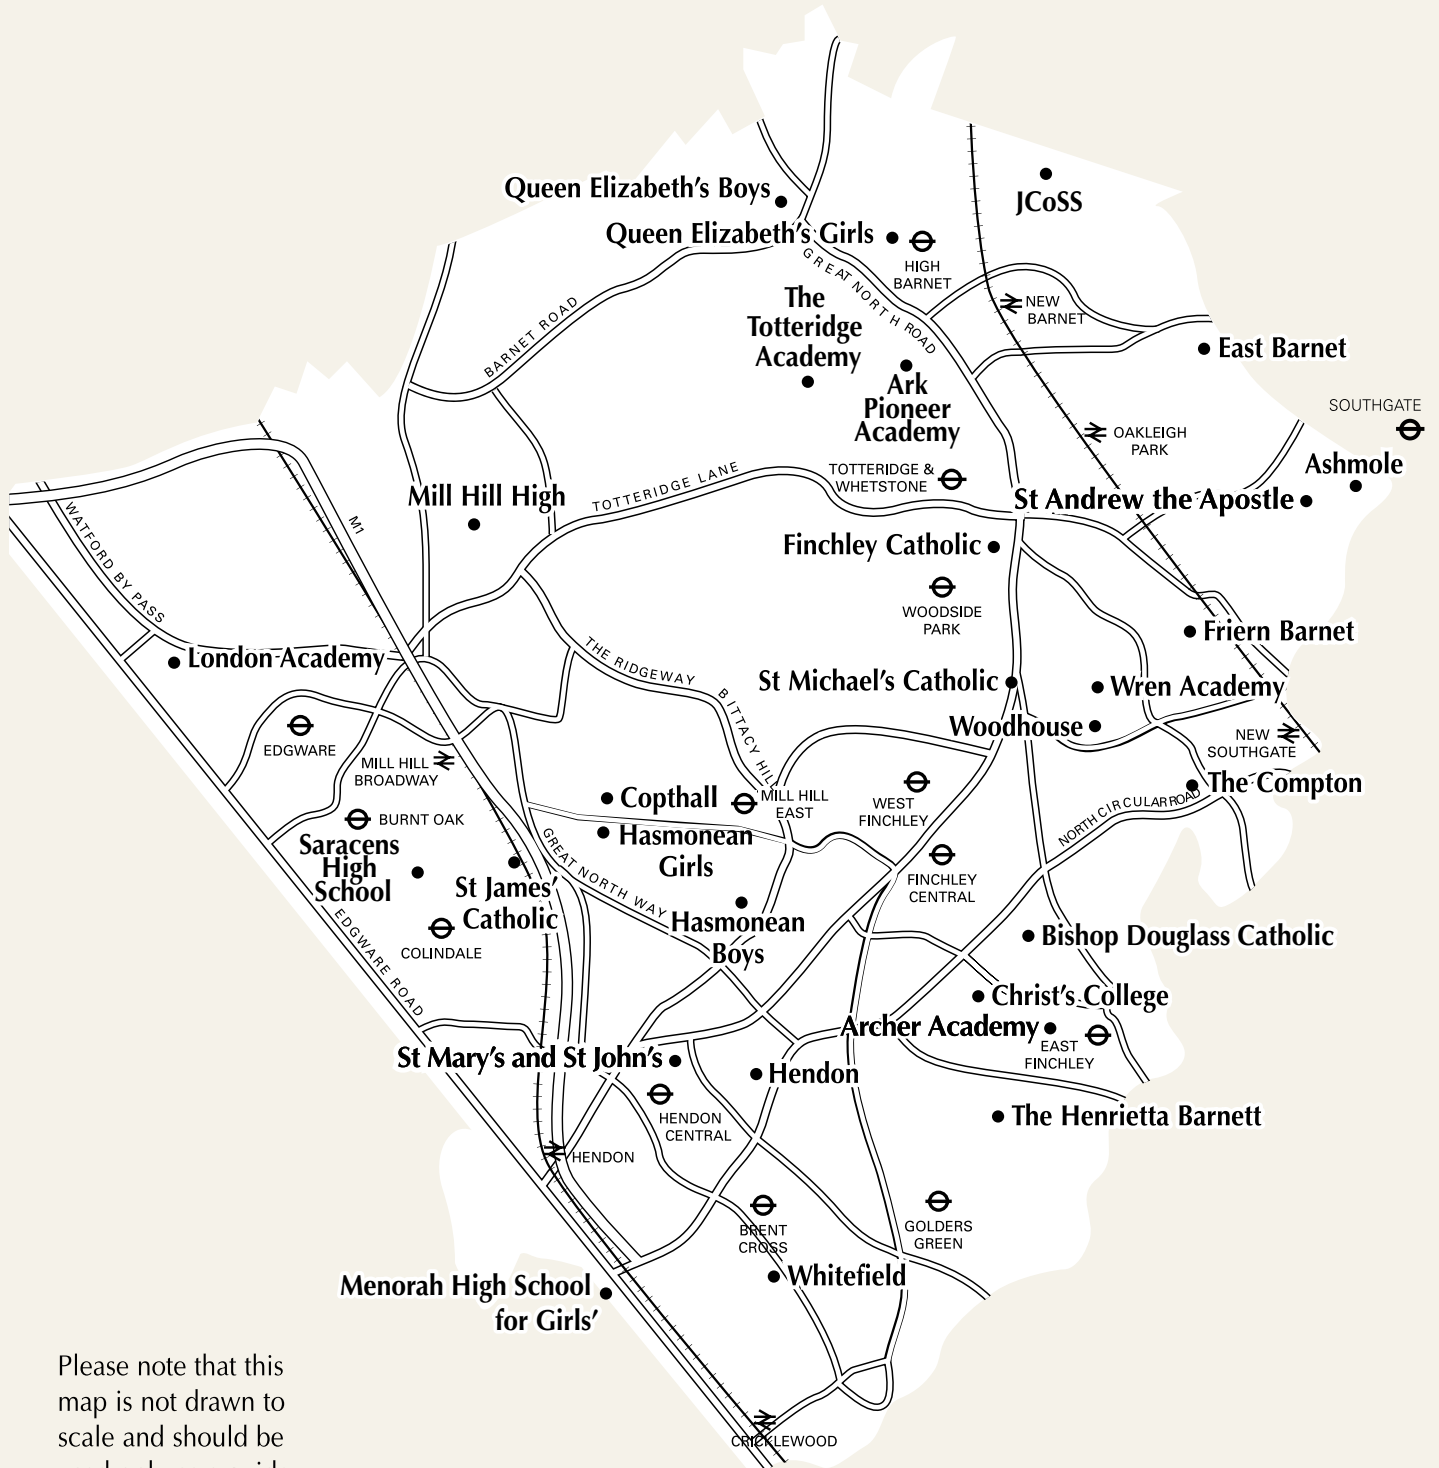 Queen Elizabeth's Boys
JCoSS
Queen Elizabeth's Girls
HIGH
BARNET
GREAT NORTH ROAD
The
Totteridge
Academy
BARNET ROAD
NEW
BARNET
East Barnet
Ark
Pioneer
Academy
SOUTHGATE
OAKLEIGH
PARK
Ashmole
TOTTERIDGE &
WHETSTONE
TOTTERIDGE LANE
Mill Hill High
St Andrew the Apostle
M1
WATFORD BY PASS
Finchley Catholic
WOODSIDE
PARK
Friern Barnet
London Academy
THE RIDGEWAY
St Michael's Catholic
Wren Academy
BITTACY HILL
Woodhouse
EDGWARE
NEW
SOUTHGATE
MILL HILL
BROADWAY
The Compton
Copthall
MILL HILL
EAST
WEST
FINCHLEY
NORTH CIRCULAR ROAD
BURNT OAK
Saracens
High
School
Hasmonean
Girls
St James'
Catholic
GREAT NORTH WAY
FINCHLEY
CENTRAL
Hasmonean
Boys
EDGWARE ROAD
COLINDALE
Bishop Douglass Catholic
Christ's College
Archer Academy
EAST
FINCHLEY
St Mary's and St John's
Hendon
HENDON
CENTRAL
The Henrietta Barnett
HENDON
BRENT
CROSS
GOLDERS
GREEN
Whitefield
Menorah High School
for Girls'
Please note that this
map is not drawn to
scale and should be
CRICKLEWOOD